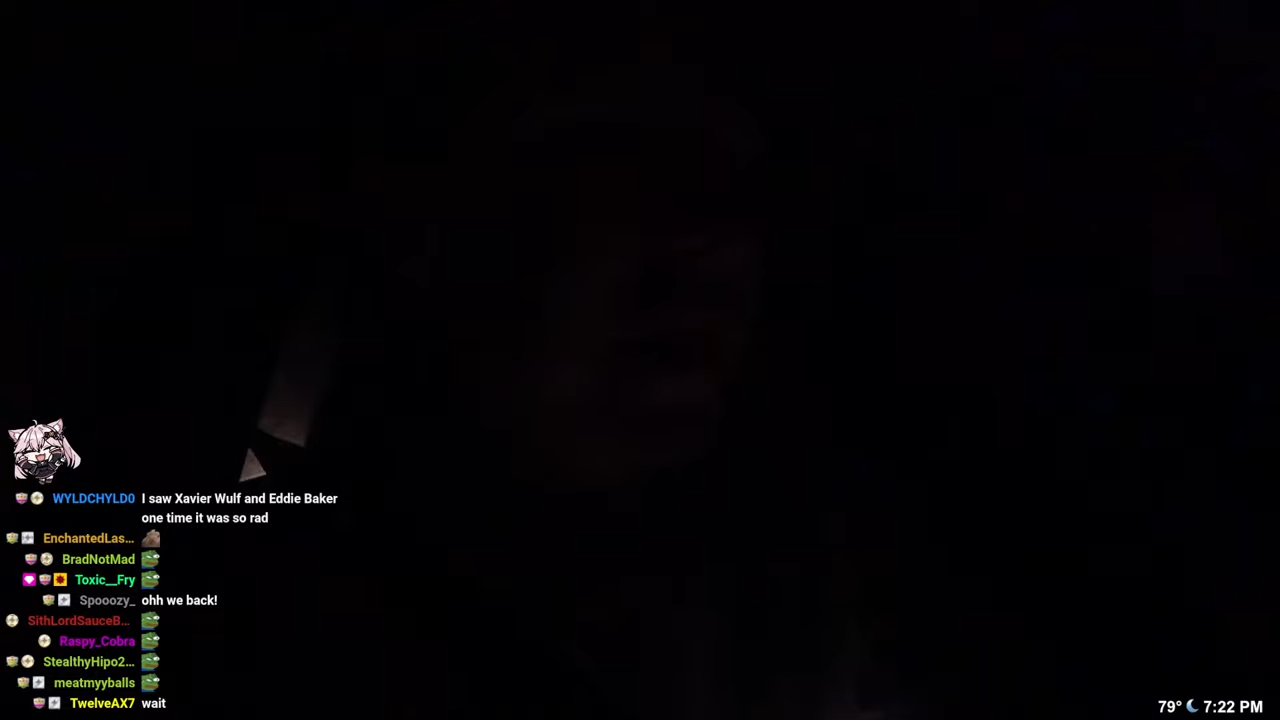 WYLDCHYLD0 I saw Xavier Wulf and Eddie Baker
one time it was so rad
EnchantedLas...
BradNotMad
Toxic__Fry
Spooozy_ ohh we back!
SithLordSauceB...
Raspy_Cobra
StealthyHipo2...
meatmyyballs
TwelveAX7 wait
79° 7:22 PM